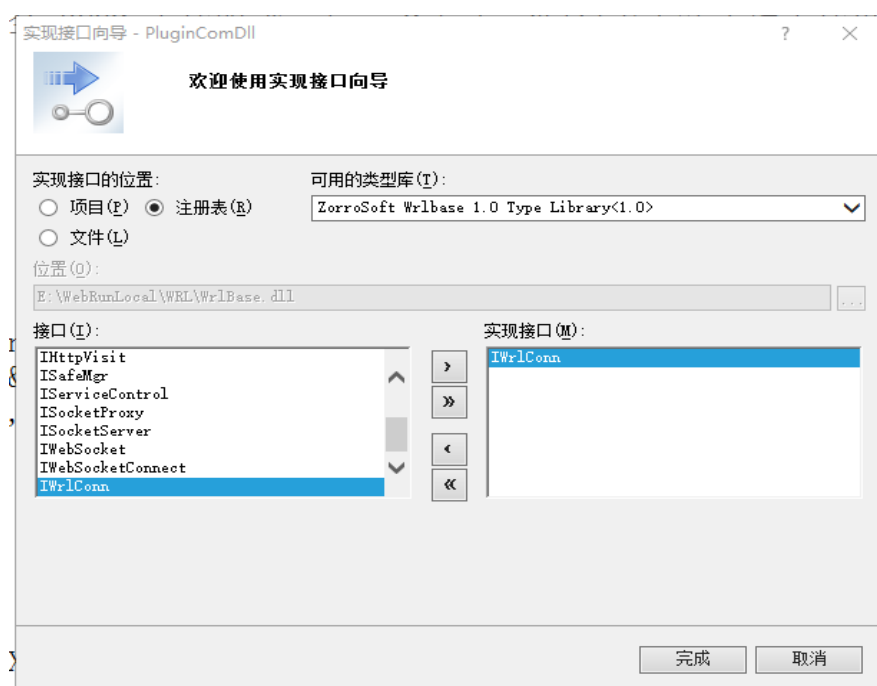 实现接口向导 - PluginComDll
?
欢迎使用实现接口向导
实现接口的位置:
可用的类型库(T):
项目(P)
注册表(R)
ZorroSoft Wrlbase 1.0 Type Library<1.0>
文件(L)
位置(O):
E:\WebRunLocal\WRL\WrlBase.dll
...
接口(I):
实现接口(M):
IHttpVisit
ISafeMgr
IServiceControl
ISocketProxy
ISocketServer
IWebSocket
IWebSocketConnect
IWrlConn
IWrlConn
完成
取消